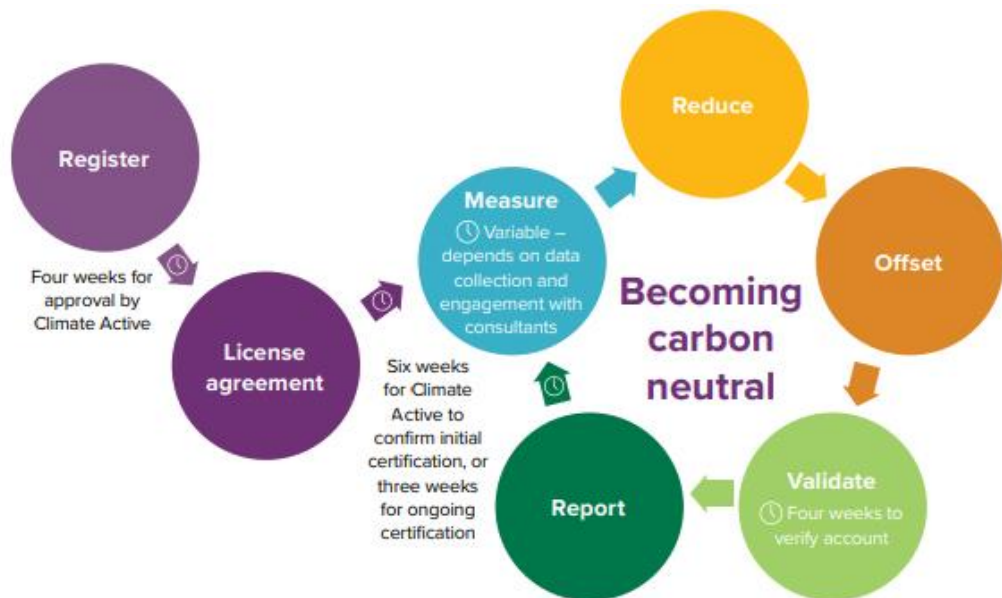 Register
Four weeks for
approval by
Climate Active
License
agreement
Six weeks
for Climate
Active to
confirm initial
certification, or
three weeks
for ongoing
certification
Measure
Variable –
depends on data
collection and
engagement with
consultants
Reduce
Offset
Validate
Four weeks to
verify account
Report
Becoming
carbon
neutral